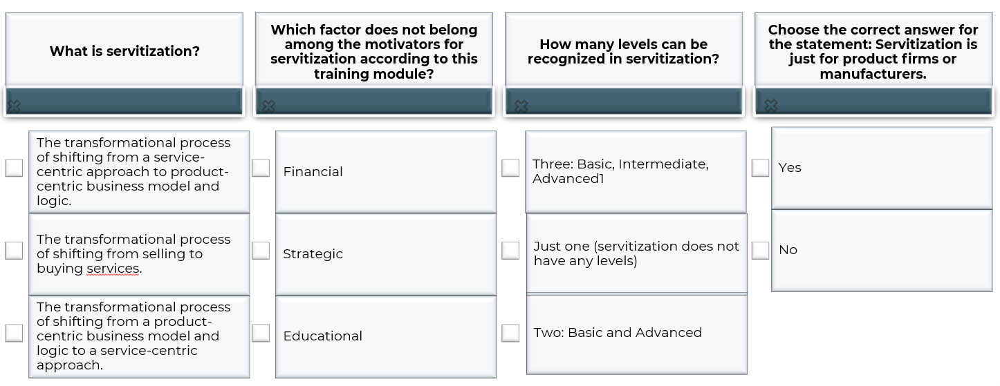 What is servitization?
The transformational process
of shifting from a service-
centric approach to product-
centric business model and
logic.
The transformational process
of shifting from selling to
buying services.
The transformational process
of shifting from a product-
centric business model and
logic to a service-centric
approach.
Which factor does not belong
among the motivators for
servitization according to this
training module?
Financial
Strategic
Educational
How many levels can be
recognized in servitization?
Three: Basic, Intermediate,
Advanced1
Just one (servitization does not
have any levels)
Two: Basic and Advanced
Choose the correct answer for
the statement: Servitization is
just for product firms or
manufacturers.
Yes
No